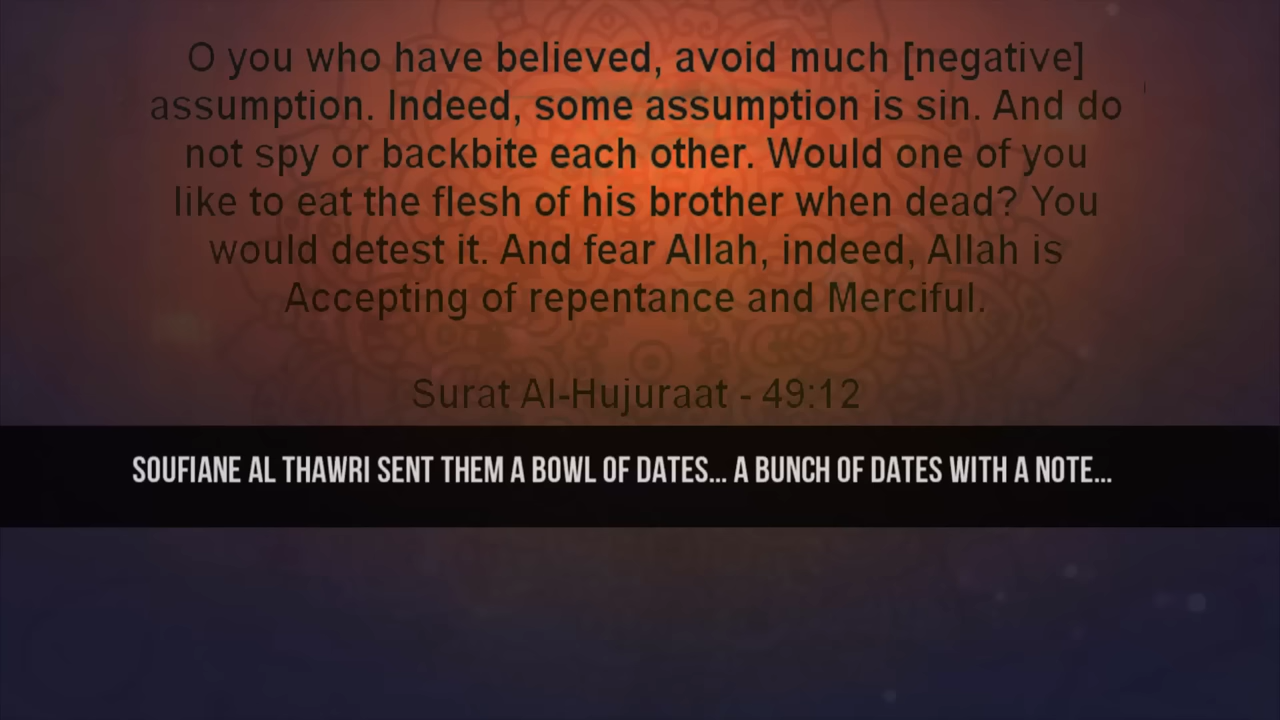 O you who have believed, avoid much [negative]
assumption. Indeed, some assumption is sin. And do
not spy or backbite each other. Would one of you
like to eat the flesh of his brother when dead? You
would detest it. And fear Allah, indeed, Allah is
Accepting of repentance and Merciful.
Surat Al-Hujuraat - 49:12
SOUFIANE AL THAWRI SENT THEM A BOWL OF DATES... A BUNCH OF DATES WITH A NOTE...